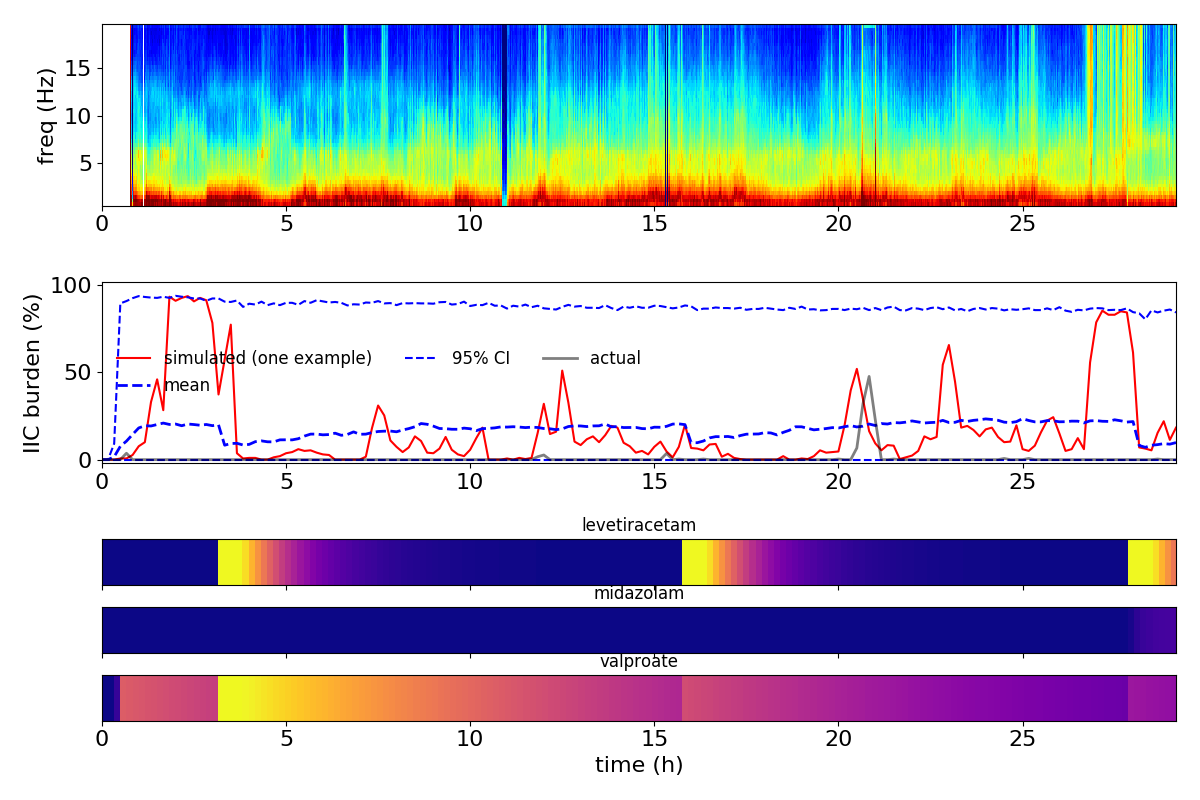 freq (Hz)
15
10
5
0 5 10 15 20 25
IIC burden (%)
100
50
0
simulated (one example)
95% CI
actual
mean
0 5 10 15 20 25
levetiracetam
midazolam
valproate
0 5 10 15 20 25
time (h)